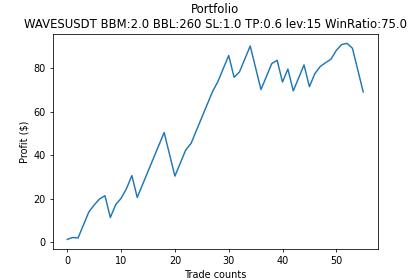 Portfolio
WAVESUSDT BBM:2.0 BBL:260 SL:1.0 TP:0.6 lev:15 WinRatio:75.0
80
60
40
20
0
Profit ($)
0 10 20 30 40 50
Trade counts